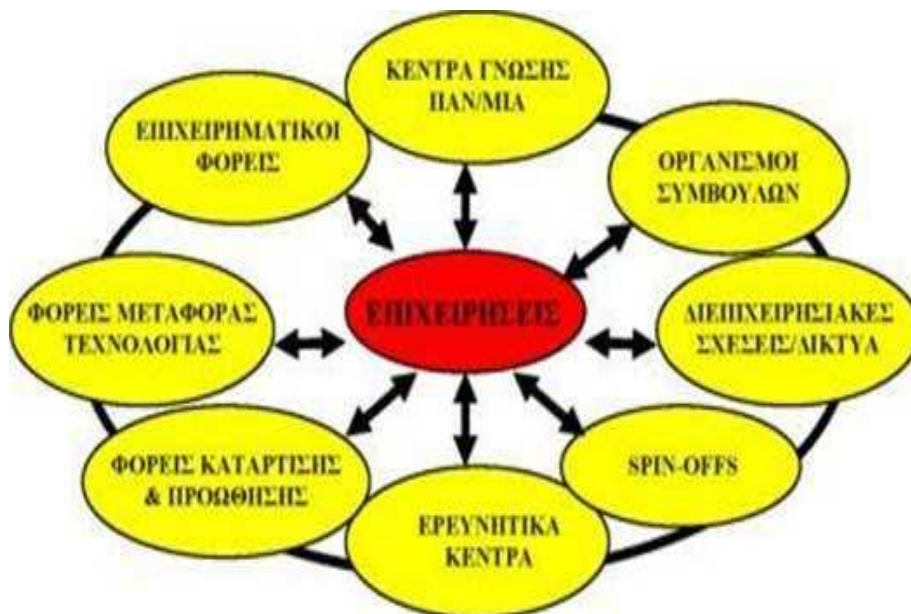 ΚΕΝΤΡΑ ΓΝΩΣΗΣ
ΠΑΝ/ΜΙΑ
ΕΠΙΧΕΙΡΗΜΑΤΙΚΟΙ
ΦΟΡΕΙΣ
ΟΡΓΑΝΙΣΜΟΙ
ΣΥΜΒΟΥΛΩΝ
ΕΠΙΧΕΙΡΗΣΕΙΣ
ΦΟΡΕΙΣ ΜΕΤΑΦΟΡΑΣ
ΤΕΧΝΟΛΟΓΙΑΣ
ΔΙΕΠΙΧΕΙΡΗΣΙΑΚΕΣ
ΣΧΕΣΕΙΣ/ΔΙΚΤΥΑ
ΦΟΡΕΙΣ ΚΑΤΑΡΤΙΣΗΣ
& ΠΡΟΩΘΗΣΗΣ
SPIN-OFFS
ΕΡΕΥΝΗΤΙΚΑ
ΚΕΝΤΡΑ